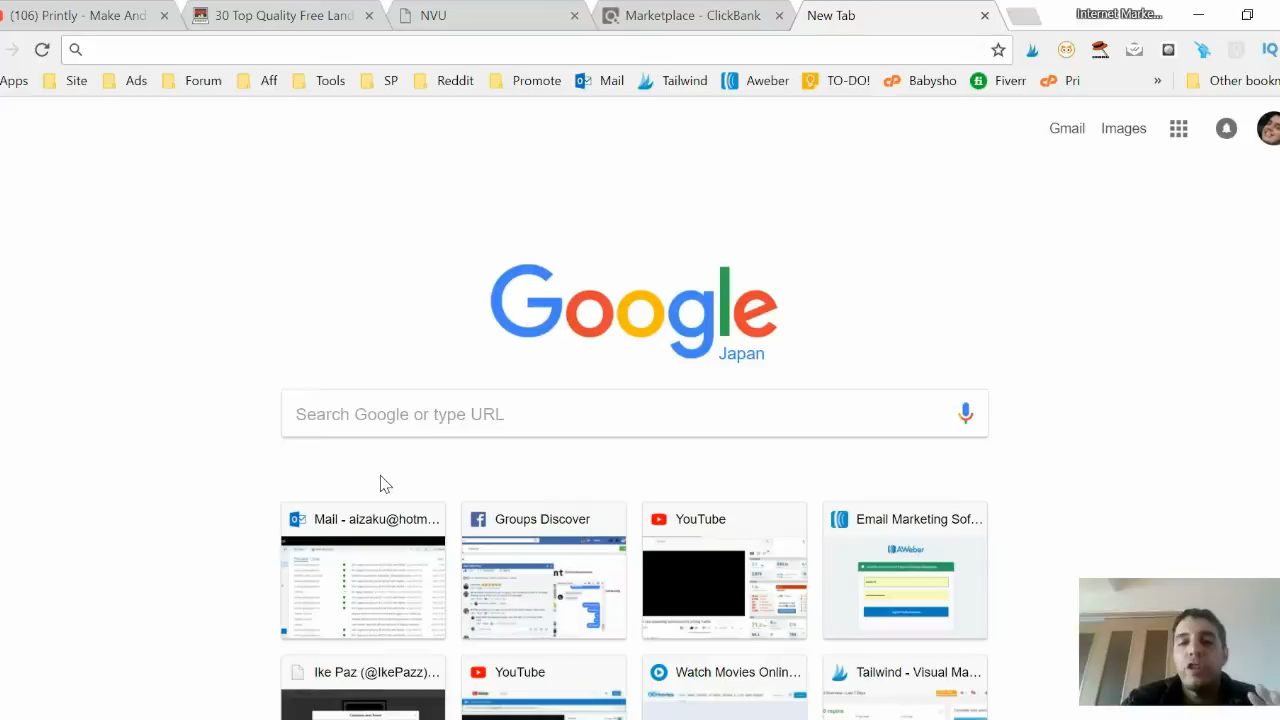 (106) Printly - Make And
30 Top Quality Free Land
NVU
Marketplace - ClickBank
New Tab
Internet Marke...
Apps
Site
Ads
Forum
Aff
Tools
SP
Reddit
Promote
Mail
Tailwind
Aweber
TO-DO!
Babysho
Fiverr
Pri
»
Other bookm
Gmail
Images
Google
Japan
Search Google or type URL
Mail - aizaku@hotm...
Groups Discover
YouTube
Email Marketing Sof...
AWeber
Ike Paz (@IkePazz)...
YouTube
Watch Movies Onlin...
Tailwind - Visual Ma...